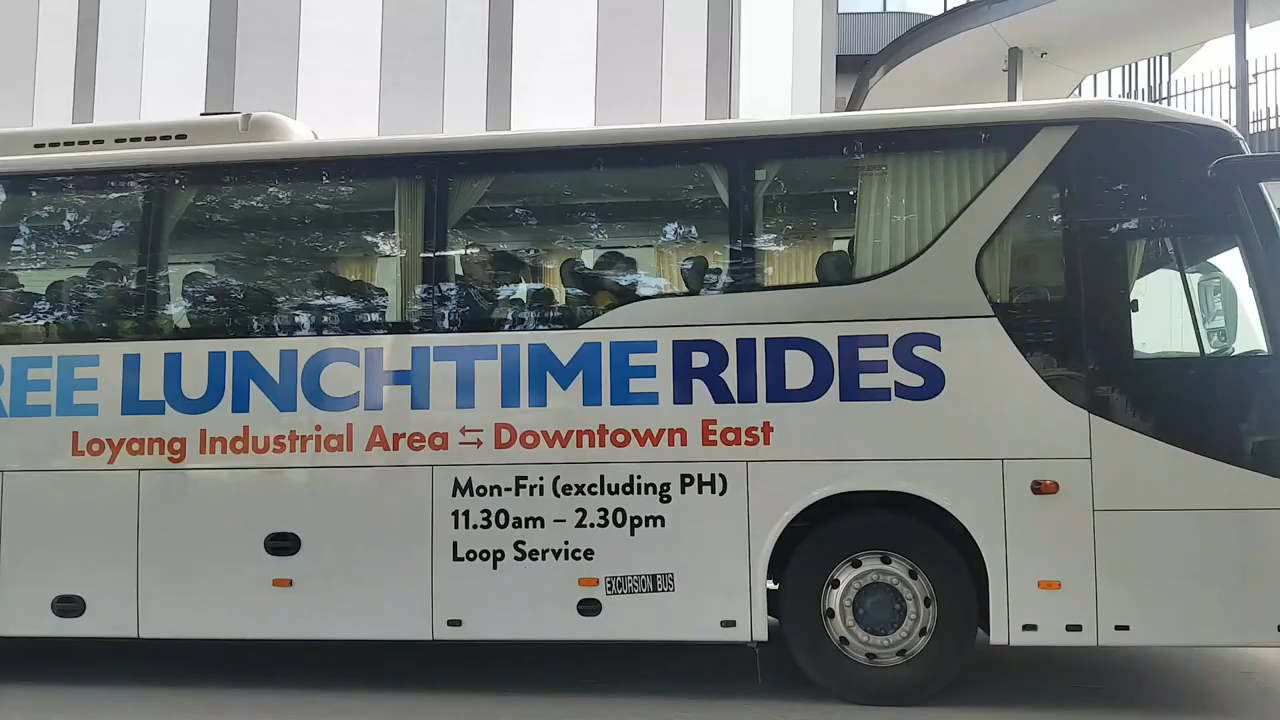 REE LUNCHTIME RIDES
Loyang Industrial Area ⇆ Downtown East
Mon-Fri (excluding PH)
11.30am – 2.30pm
Loop Service
EXCURSION BUS